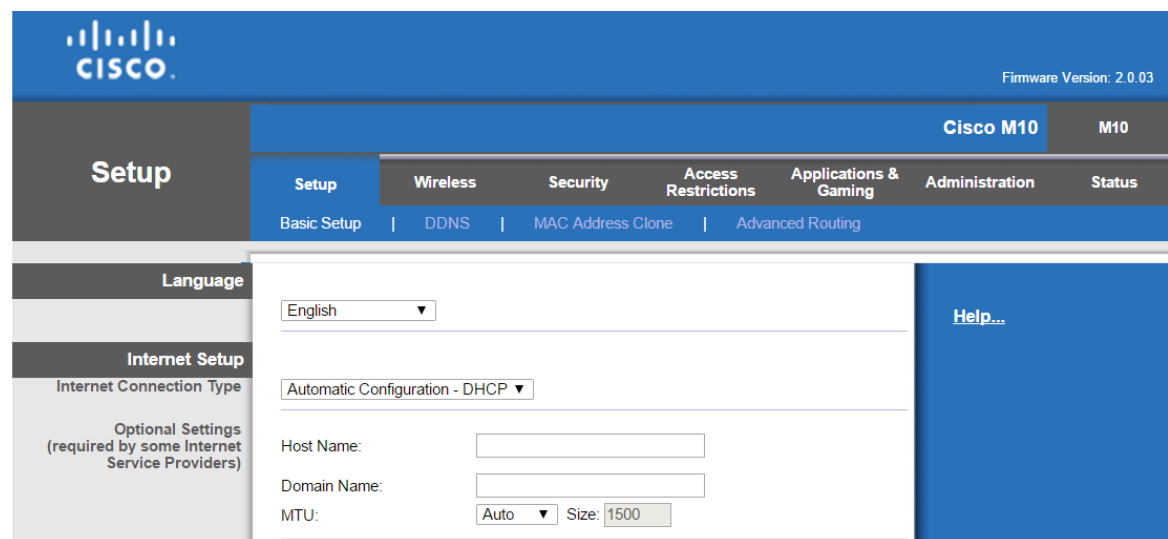 CISCO.
Firmware Version: 2.0.03
Cisco M10 M10
Setup
Setup Wireless Security Access Restrictions Applications & Gaming Administration Status
Basic Setup | DDNS | MAC Address Clone | Advanced Routing
Language
English
Help...
Internet Setup
Internet Connection Type
Automatic Configuration - DHCP
Optional Settings
(required by some Internet
Service Providers)
Host Name:
Domain Name:
MTU: Auto Size: 1500